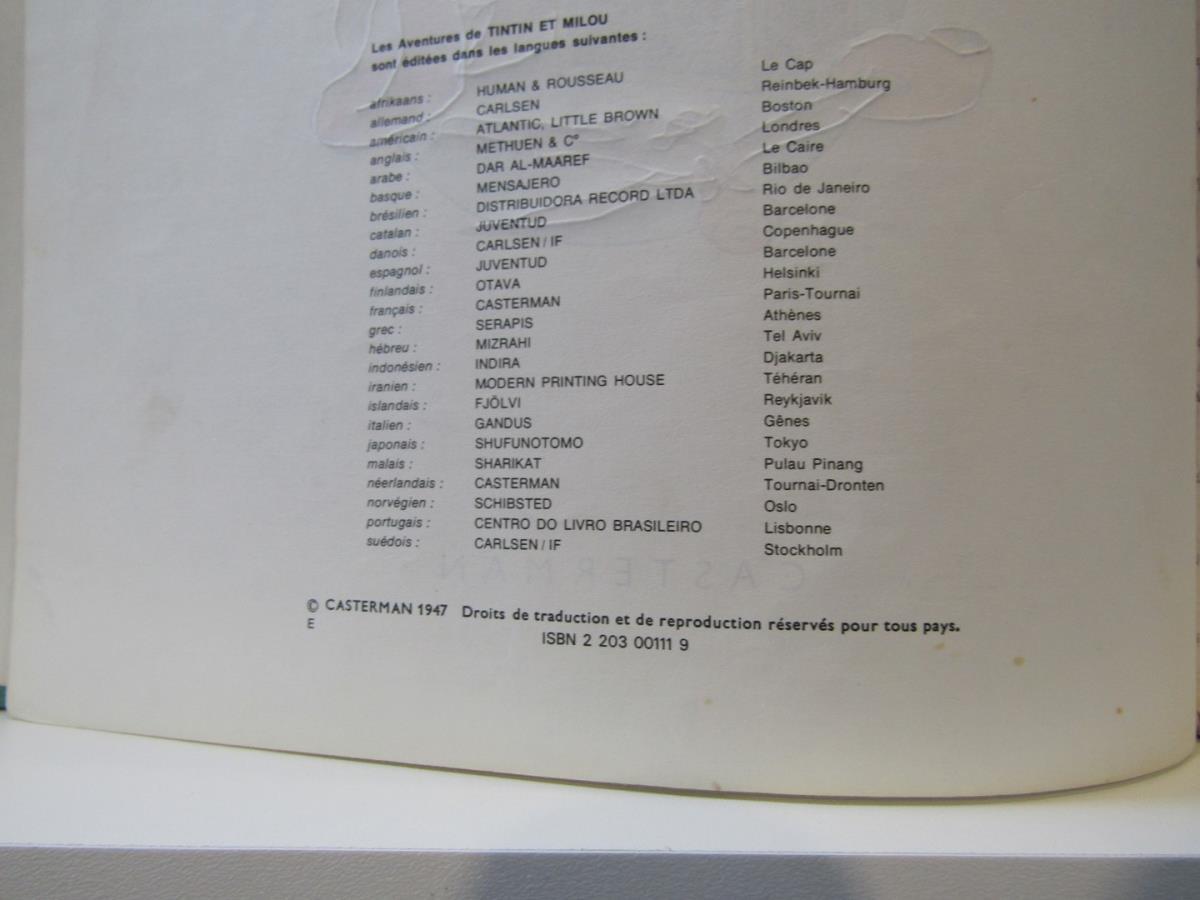 Les Aventures de TINTIN ET MILOU
sont éditées dans les langues suivantes :
afrikaans : HUMAN & ROUSSEAU Le Cap
allemand : CARLSEN Reinbek-Hamburg
américain : ATLANTIC, LITTLE BROWN Boston
anglais : METHUEN & C° Londres
arabe : DAR AL-MAAREF Le Caire
basque : MENSAJERO Bilbao
brésilien : DISTRIBUIDORA RECORD LTDA Rio de Janeiro
catalan : JUVENTUD Barcelone
danois : CARLSEN / IF Copenhague
espagnol : JUVENTUD Barcelone
finlandais : OTAVA Helsinki
français : CASTERMAN Paris-Tournai
grec : SERAPIS Athènes
hébreu : MIZRAHI Tel Aviv
indonésien : INDIRA Djakarta
iranien : MODERN PRINTING HOUSE Téhéran
islandais : FJÖLVI Reykjavik
italien : GANDUS Gênes
japonais : SHUFUNOTOMO Tokyo
malais : SHARIKAT Pulau Pinang
néerlandais : CASTERMAN Tournai-Dronten
norvégien : SCHIBSTED Oslo
portugais : CENTRO DO LIVRO BRASILEIRO Lisbonne
suédois : CARLSEN / IF Stockholm
CASTERMAN
© CASTERMAN 1947 Droits de traduction et de reproduction réservés pour tous pays.
E
ISBN 2 203 00111 9